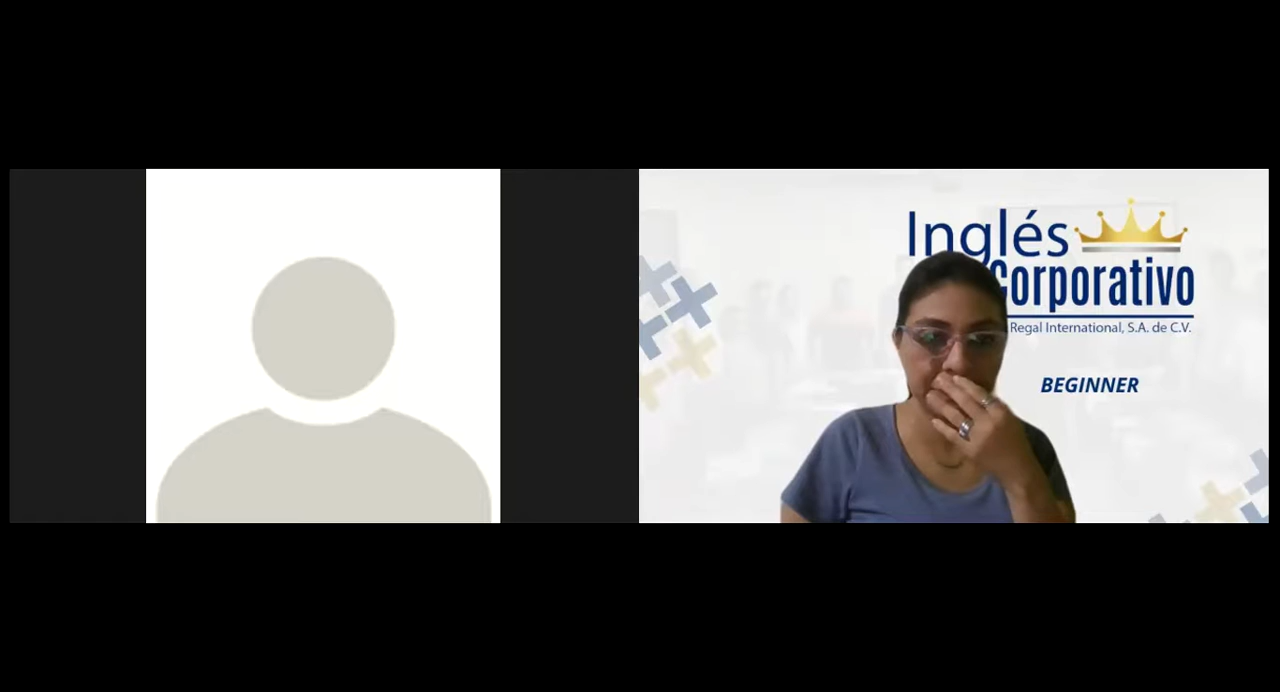 Inglés
Corporativo
Regal International, S.A. de C.V.
BEGINNER